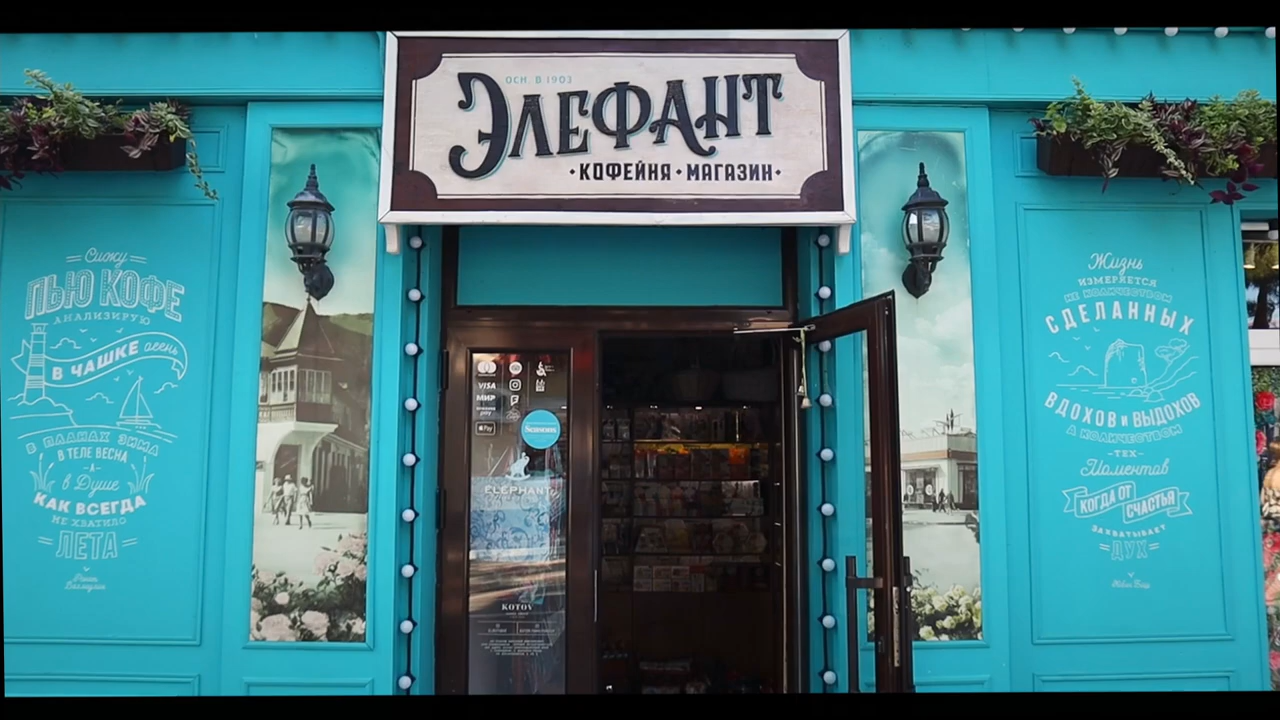 ОСН. В 1903
ЭЛЕФАНТ
·КОФЕЙНЯ·МАГАЗИН·
Сижу
ПЬЮ КОФЕ
АНАЛИЗИРУЮ
В ЧАШКЕ осень
В ПЛАНАХ ЗИМА
В ТЕЛЕ ВЕСНА
-А-
в Душе
КАК ВСЕГДА
НЕ ХВАТИЛО
ЛЕТА
VISA
МИР
Pay
SEASONS
ELEPHANT
KOTOV
Жизнь
ИЗМЕРЯЕТСЯ
НЕ КОЛИЧЕСТВОМ
СДЕЛАННЫХ
ВДОХОВ И ВЫДОХОВ
А КОЛИЧЕСТВОМ
-ТЕХ-
Моментов
КОГДА ОТ
СЧАСТЬЯ
ЗАХВАТЫВАЕТ
ДУХ